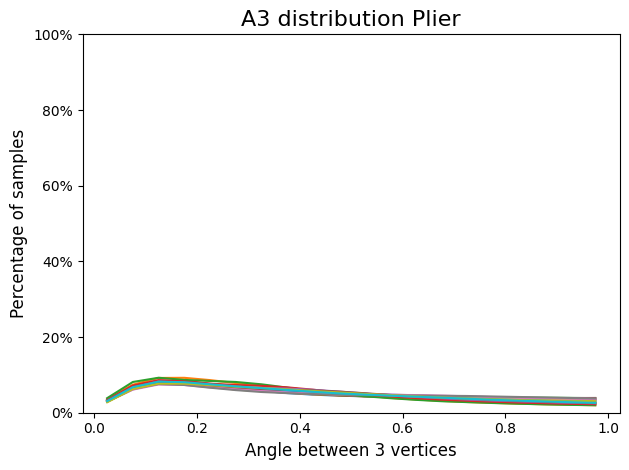 A3 distribution Plier
100%
80%
60%
40%
20%
0%
0.0 0.2 0.4 0.6 0.8 1.0
Percentage of samples
Angle between 3 vertices